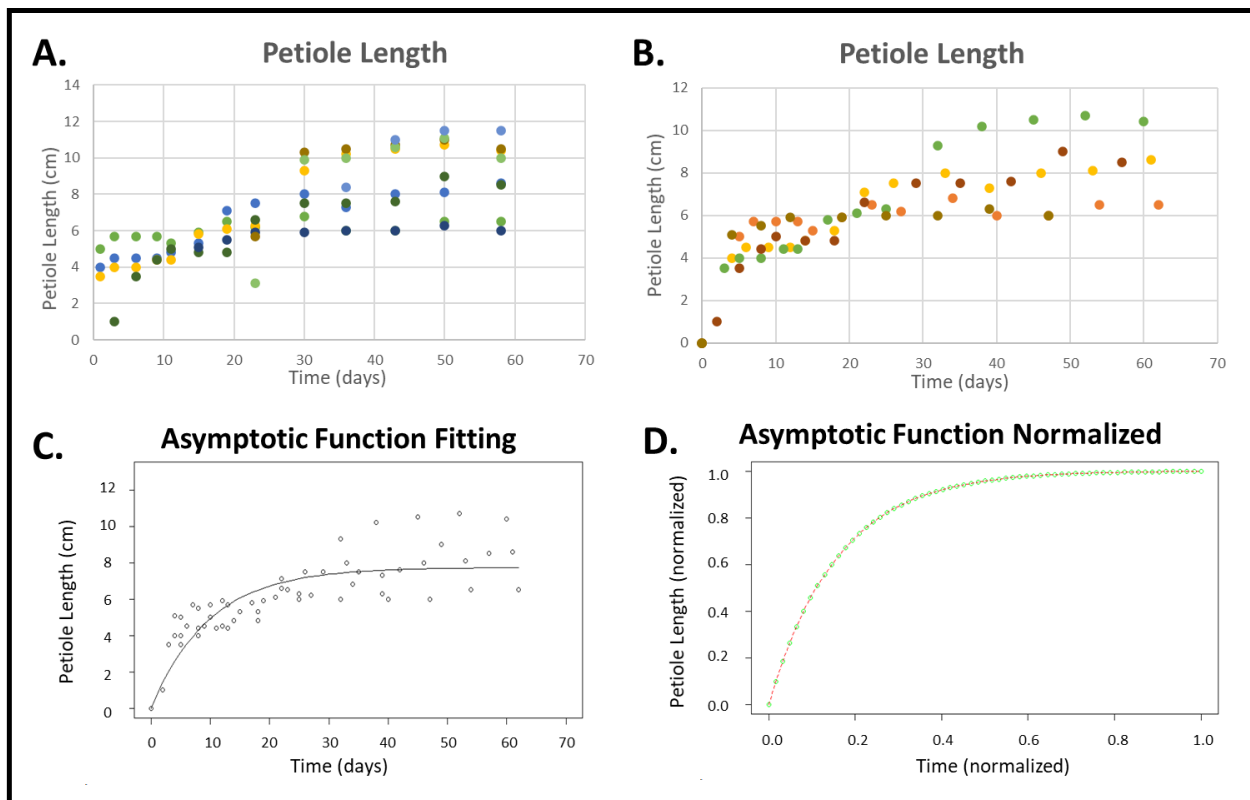 A.
Petiole Length
Petiole Length (cm)
14
12
10
8
6
4
2
0
0 10 20 30 40 50 60 70
Time (days)
B.
Petiole Length
Petiole Length (cm)
12
10
8
6
4
2
0
0 10 20 30 40 50 60 70
Time (days)
C.
Asymptotic Function Fitting
Petiole Length (cm)
12
10
8
6
4
2
0
0 10 20 30 40 50 60 70
Time (days)
D.
Asymptotic Function Normalized
Petiole Length (normalized)
1.0
0.8
0.6
0.4
0.2
0.0
0.0 0.2 0.4 0.6 0.8 1.0
Time (normalized)